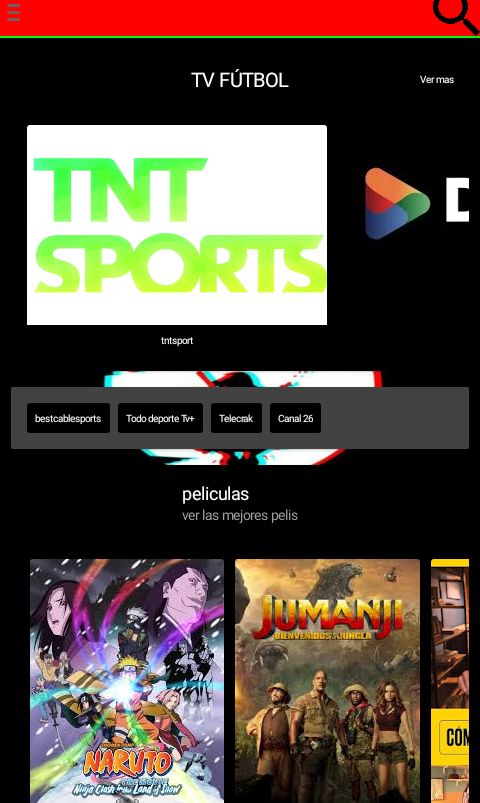 TV FÚTBOL
Ver mas
TNT
SPORTS
D
tntsport
bestcablesports
Todo deporte Tv+
Telecrak
Canal 26
peliculas
ver las mejores pelis
NARUTO
Ninja Clash in the Land of Snow
JUMANJI
BIENVENIDOS A LA JUNGLA
CÓM